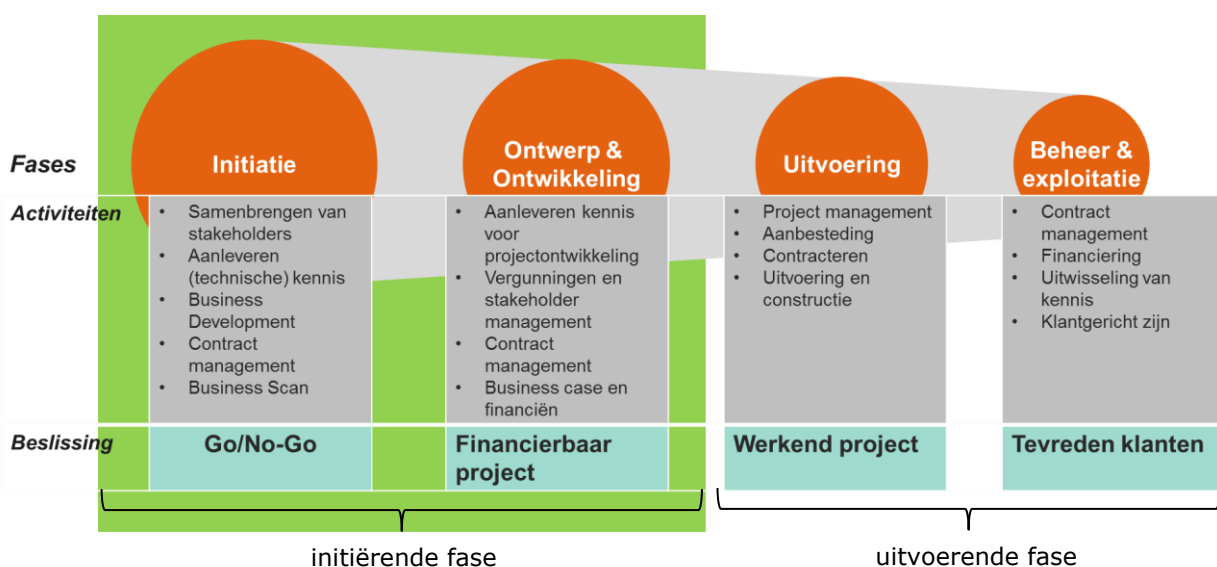 Fases
Initiatie
Ontwerp &
Ontwikkeling
Uitvoering
Beheer &
exploitatie
Activiteiten
• Samenbrengen van
stakeholders
• Aanleveren
(technische) kennis
• Business
Development
• Contract
management
• Business Scan
• Aanleveren kennis
voor
projectontwikkeling
• Vergunningen en
stakeholder
management
• Contract
management
• Business case en
financiën
• Project management
• Aanbesteding
• Contracteren
• Uitvoering en
constructie
• Contract
management
• Financiering
• Uitwisseling van
kennis
• Klantgericht zijn
Beslissing
Go/No-Go
Financierbaar
project
Werkend project
Tevreden klanten
initiërende fase
uitvoerende fase